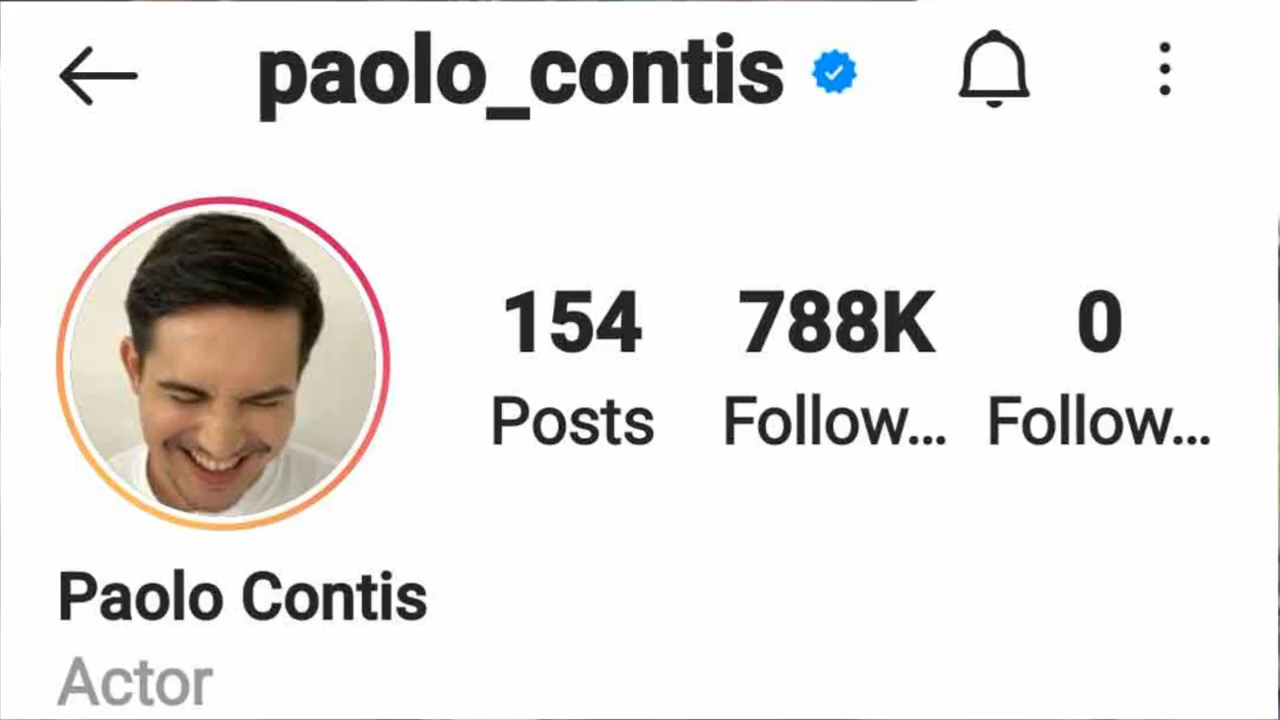 paolo_contis
154 788K 0
Posts Follow... Follow...
Paolo Contis
Actor